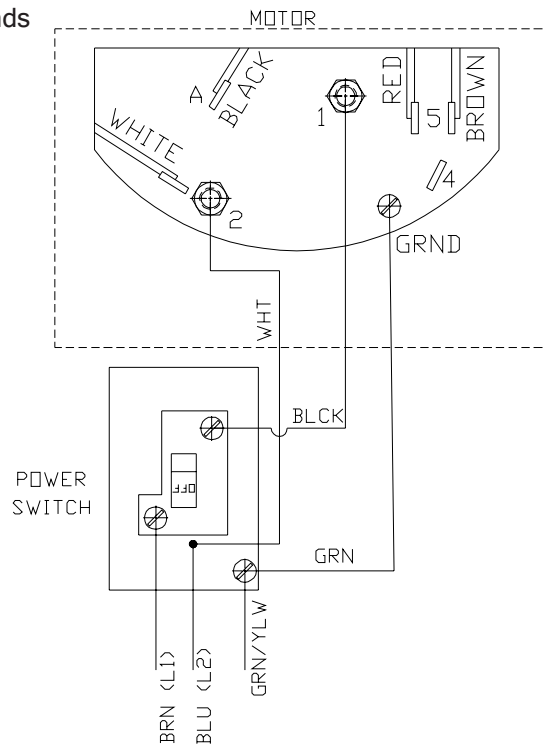 nds
MOTOR
A
BLACK
1
RED
5
BROWN
WHITE
2
4
GRND
WHT
BLCK
POWER
SWITCH
OFF
GRN
BRN (L1)
BLU (L2)
GRN/YLW